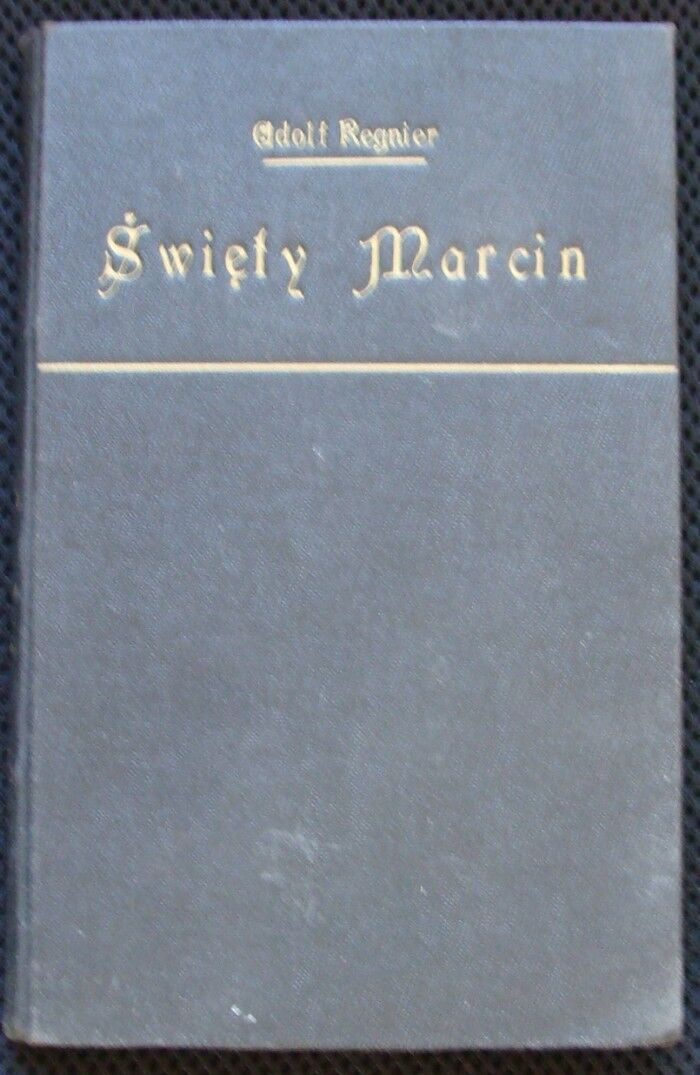 Adolf Regnier
Święty Marcin